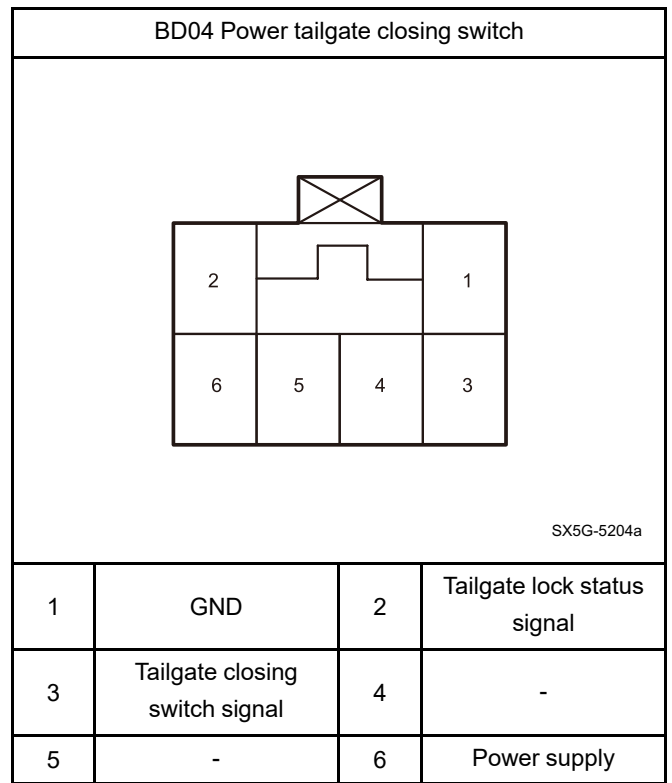 BD04 Power tailgate closing switch
2
1
6 5 4 3
SX5G-5204a
1 GND 2 Tailgate lock status
signal
3 Tailgate closing
switch signal 4 -
5 - 6 Power supply